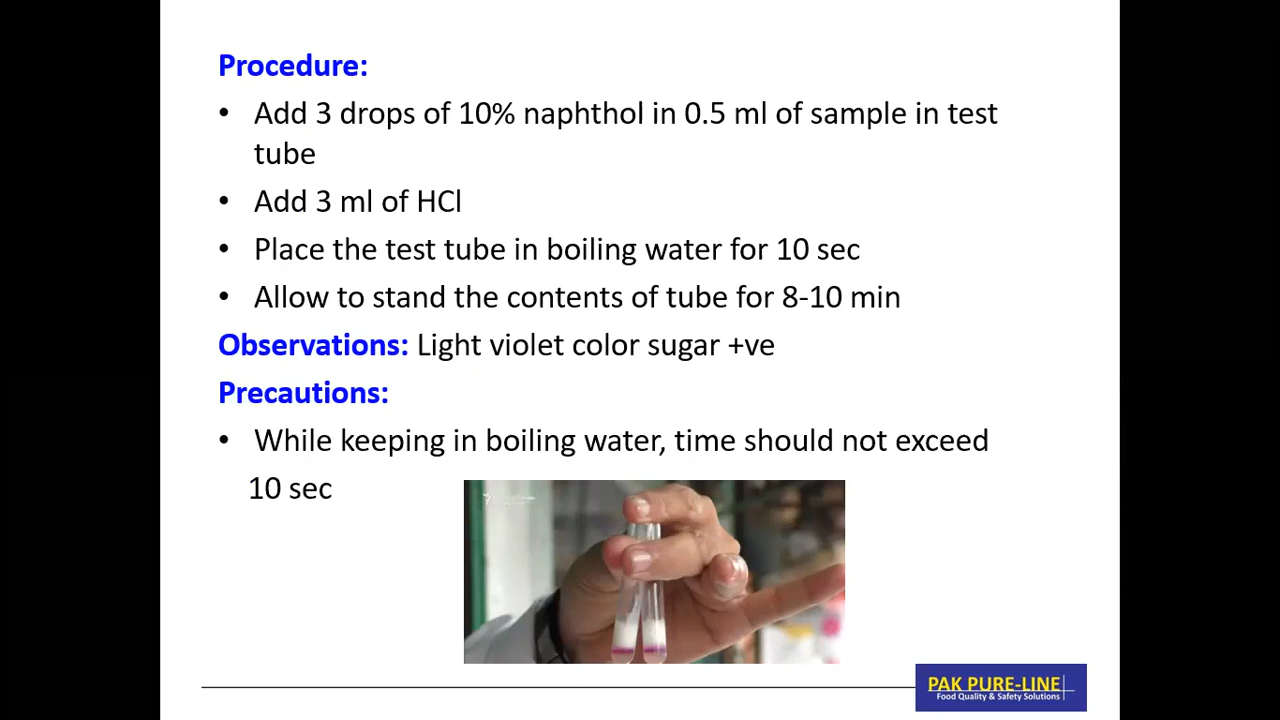 Procedure:
• Add 3 drops of 10% naphthol in 0.5 ml of sample in test
tube
• Add 3 ml of HCl
• Place the test tube in boiling water for 10 sec
• Allow to stand the contents of tube for 8-10 min
Observations: Light violet color sugar +ve
Precautions:
• While keeping in boiling water, time should not exceed
10 sec
PAK PURE-LINE
Food Quality & Safety Solutions